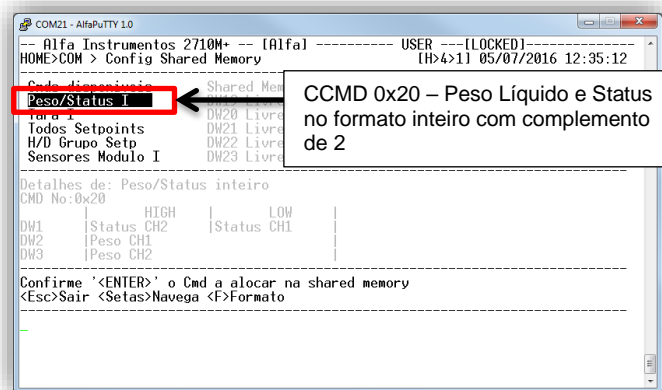 COM21 - AlfaPuTTY 1.0
-- Alfa Instrumentos 2710M+ -- [Alfa] ---------- USER ---[LOCKED]-------------
HOME>COM > Config Shared Memory [H>4>1] 05/07/2016 12:35:12
Cmds disponiveis Shared Mem
Peso/Status I
CCMD 0x20 – Peso Líquido e Status
no formato inteiro com complemento
de 2
Tara I DW20 Livre
Todos Setpoints DW21 Livre
H/D Grupo Setp DW22 Livre
Sensores Modulo I DW23 Livre
Detalhes de: Peso/Status inteiro
CMD No:0x20
| HIGH | LOW |
DW1 |Status CH2 |Status CH1 |
DW2 |Peso CH1 |
DW3 |Peso CH2 |
Confirme '<ENTER>' o Cmd a alocar na shared memory
<Esc>Sair <Setas>Navega <F>Formato